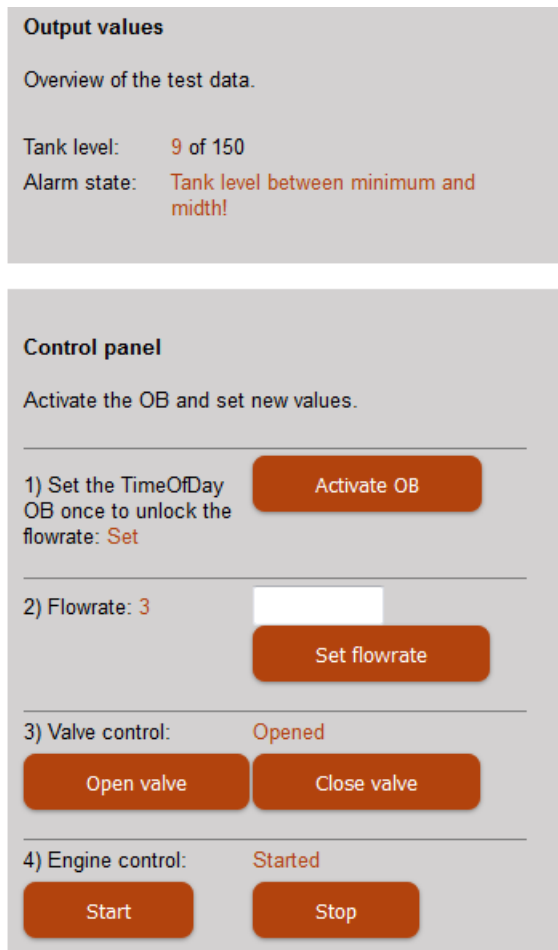 Output values
Overview of the test data.
Tank level: 9 of 150
Alarm state: Tank level between minimum and
midth!
Control panel
Activate the OB and set new values.
1) Set the TimeOfDay
OB once to unlock the
flowrate: Set
Activate OB
2) Flowrate: 3
Set flowrate
3) Valve control: Opened
Open valve Close valve
4) Engine control: Started
Start Stop